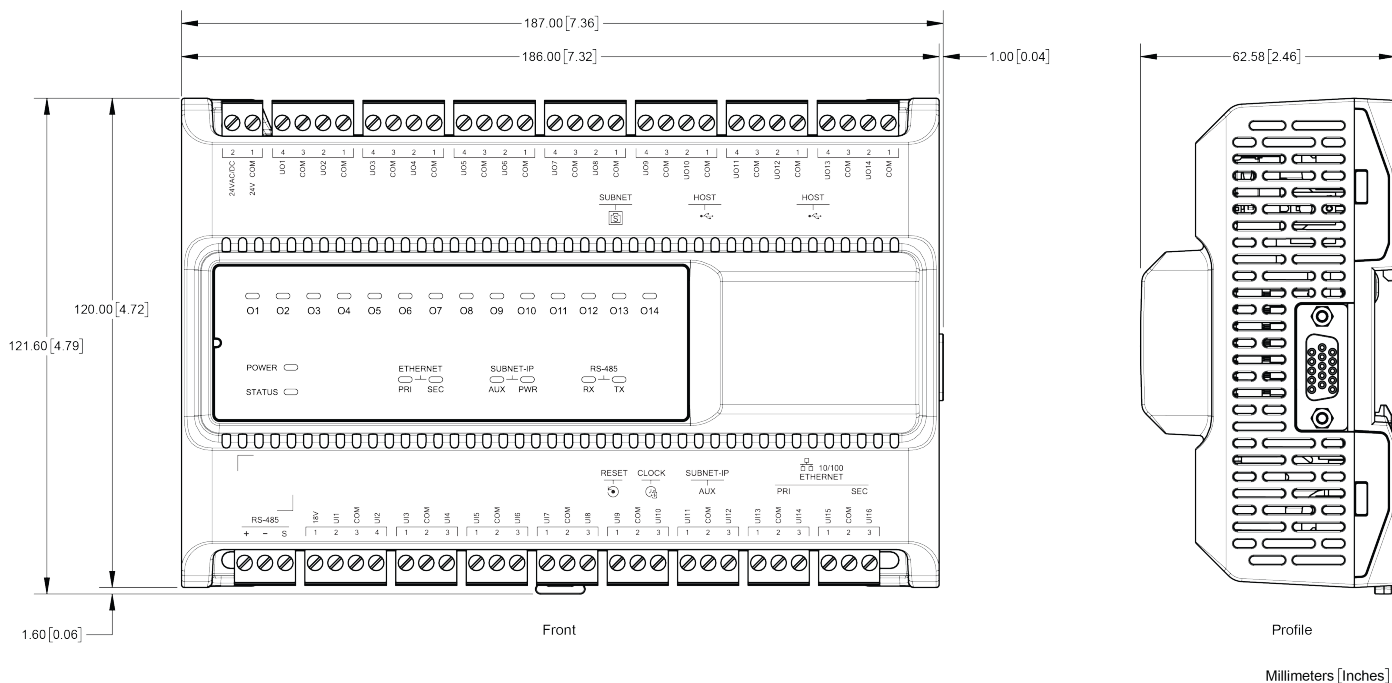 187.00 [7.36]
186.00 [7.32]
1.00 [0.04]
62.58 [2.46]
2 1 4 3 2 1 4 3 2 1 4 3 2 1 4 3 2 1 4 3 2 1 4 3 2 1 4 3 2 1
24VAC/DC 24V COM UO1 COM UO2 COM UO3 COM UO4 COM UO5 COM UO6 COM UO7 COM UO8 COM UO9 COM UO10 COM UO11 COM UO12 COM UO13 COM UO14 COM
SUBNET HOST HOST
O1 O2 O3 O4 O5 O6 O7 O8 O9 O10 O11 O12 O13 O14
120.00 [4.72]
121.60 [4.79]
POWER ETHERNET SUBNET-IP RS-485
PRI SEC AUX PWR RX TX
STATUS
RESET CLOCK SUBNET-IP 10/100
ETHERNET
AUX PRI SEC
RS-485 18V UI1 COM UI2 UI3 COM UI4 UI5 COM UI6 UI7 COM UI8 UI9 COM UI10 UI11 COM UI12 UI13 COM UI14 UI15 COM UI16
+ - S 1 2 3 4 1 2 3 1 2 3 1 2 3 1 2 3 1 2 3 1 2 3 1 2 3
1.60 [0.06]
Front
Profile
Millimeters [Inches]